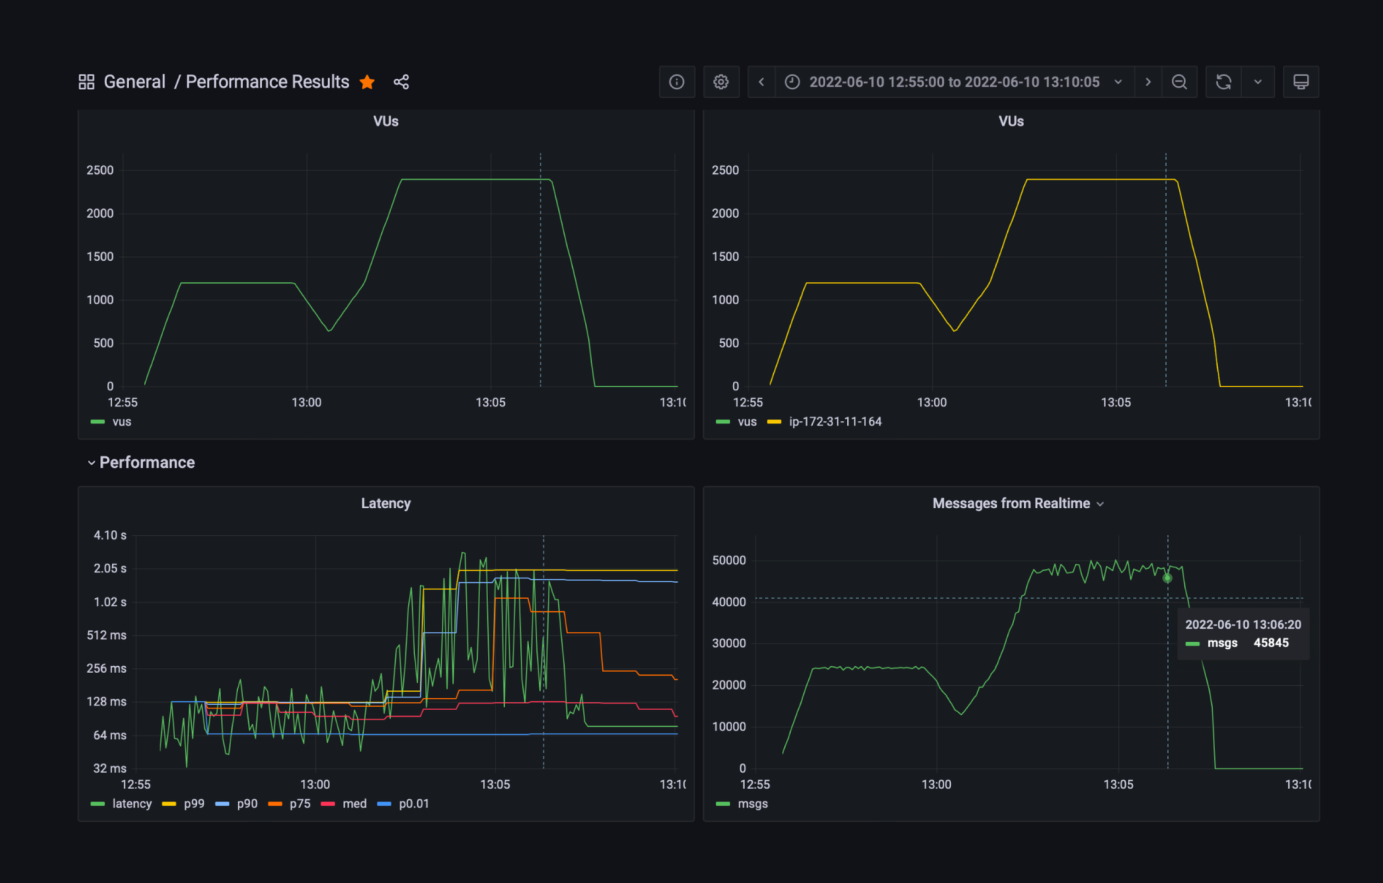 General / Performance Results
2022-06-10 12:55:00 to 2022-06-10 13:10:05
VUs
2500
2000
1500
1000
500
0
12:55 13:00 13:05 13:10
vus
VUs
2500
2000
1500
1000
500
0
12:55 13:00 13:05 13:10
vus ip-172-31-11-164
Performance
Latency
4.10 s
2.05 s
1.02 s
512 ms
256 ms
128 ms
64 ms
32 ms
12:55 13:00 13:05 13:10
latency p99 p90 p75 med p0.01
Messages from Realtime
50000
40000
30000
20000
10000
0
2022-06-10 13:06:20
msgs 45845
12:55 13:00 13:05 13:10
msgs